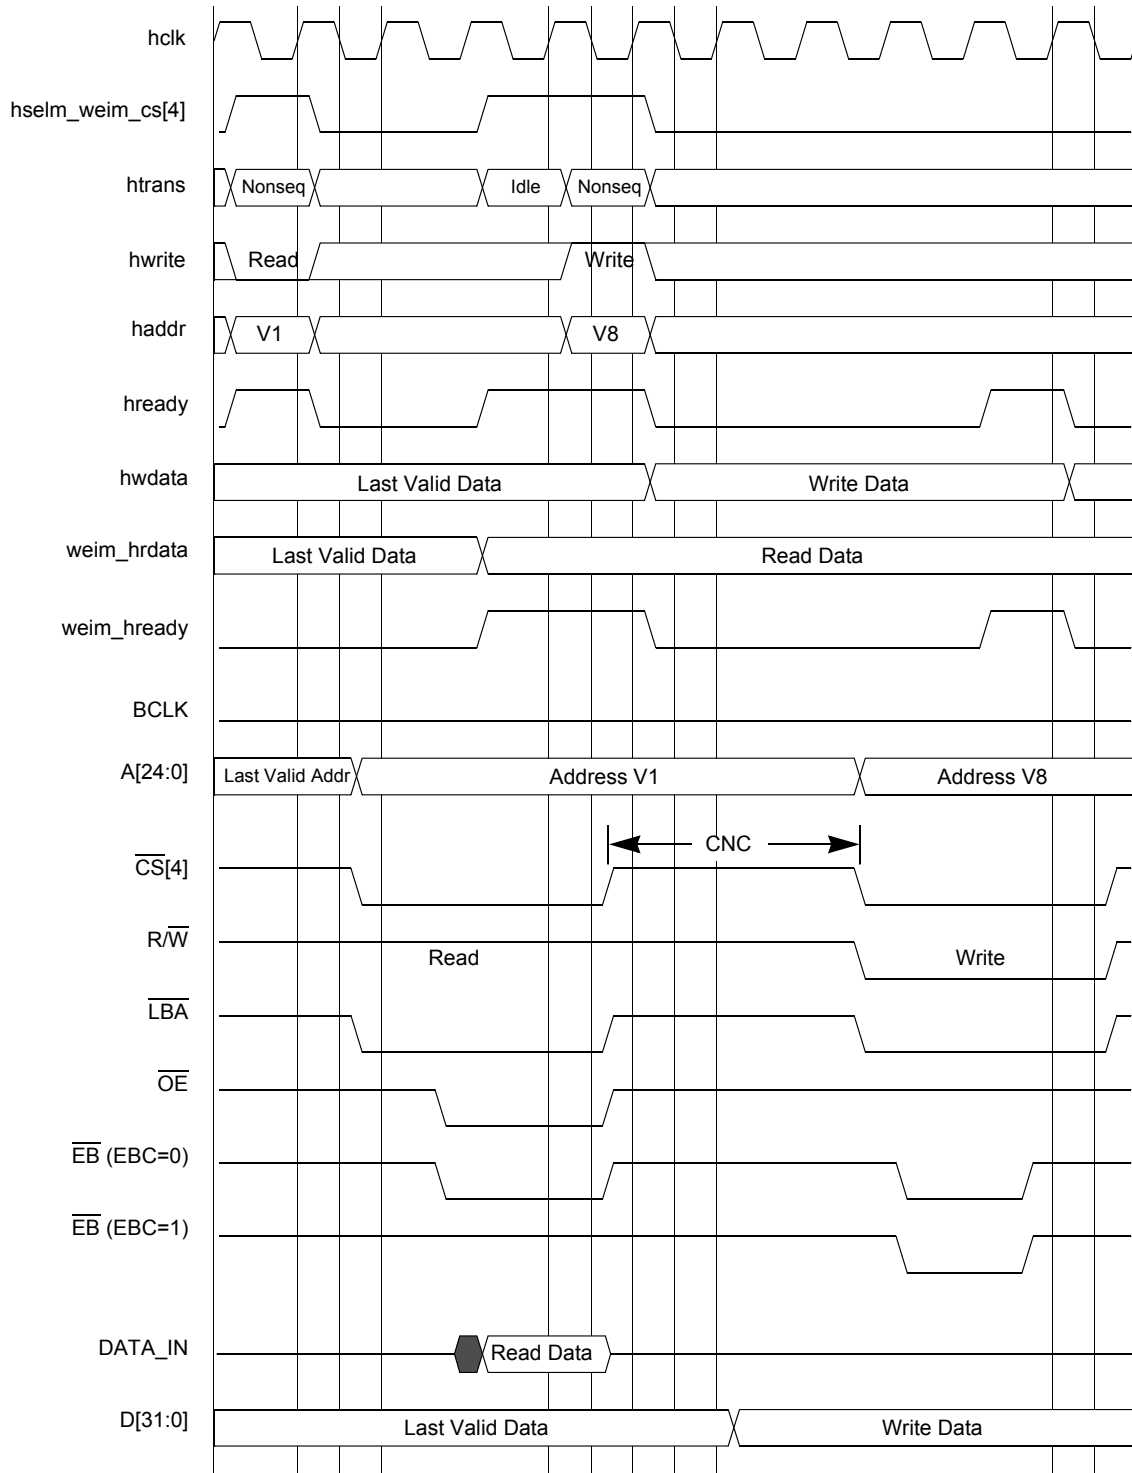 hclk
hselm_weim_cs[4]
htrans Nonseq Idle Nonseq
hwrite Read Write
haddr V1 V8
hready
hwdata Last Valid Data Write Data
weim_hrdata Last Valid Data Read Data
weim_hready
BCLK
A[24:0] Last Valid Addr Address V1 Address V8
CNC
CS[4]
R/W Read Write
LBA
OE
EB (EBC=0)
EB (EBC=1)
DATA_IN Read Data
D[31:0] Last Valid Data Write Data